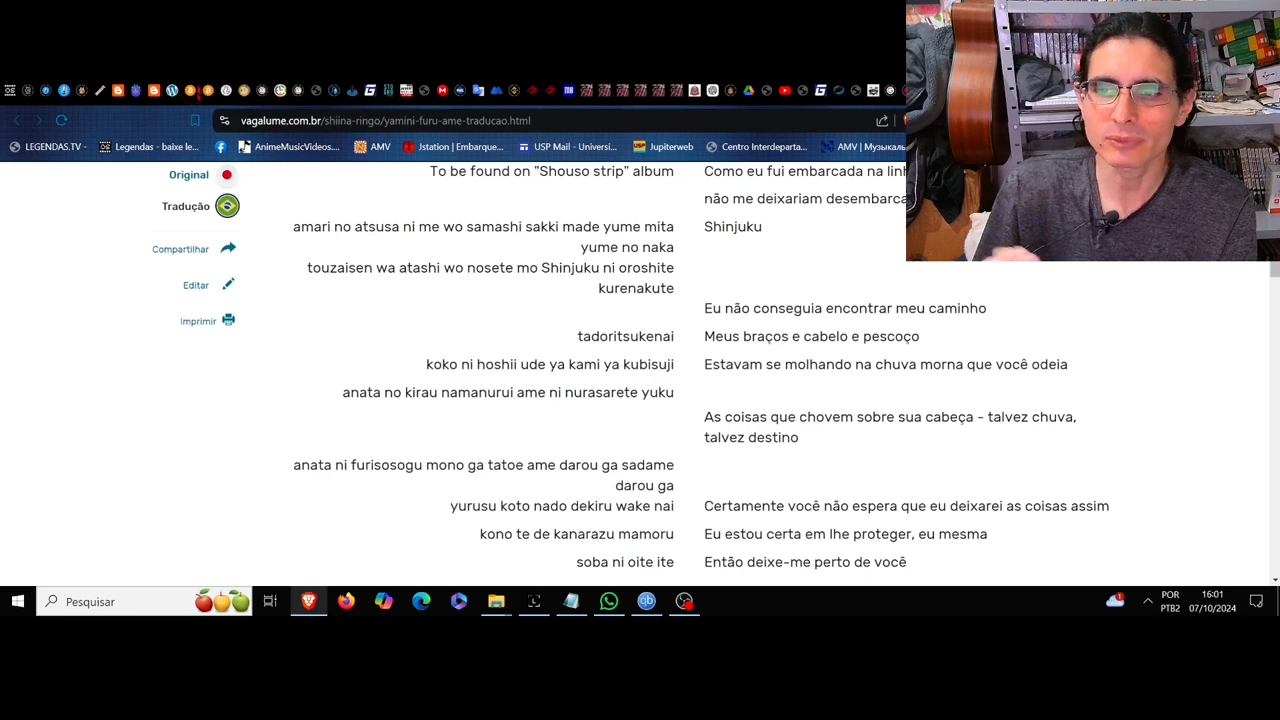 vagalume.com.br/shiina-ringo/yamini-furu-ame-traducao.html
LEGENDAS.TV
Legendas - baixe le...
AnimeMusicVideos...
AMV
Jstation | Embarque...
USP Mail - Universi...
Jupiterweb
Centro Interdeparta...
AMV | Музыкаль
Original
Tradução
Compartilhar
Editar
Imprimir
To be found on "Shouso strip" album
amari no atsusa ni me wo samashi sakki made yume mita
yume no naka
touzaisen wa atashi wo nosete mo Shinjuku ni oroshite
kurenakute
tadoritsukenai
koko ni hoshii ude ya kami ya kubisuji
anata no kirau namanurui ame ni nurasarete yuku
anata ni furisosogu mono ga tatoe ame darou ga sadame
darou ga
yurusu koto nado dekiru wake nai
kono te de kanarazu mamoru
soba ni oite ite
Como eu fui embarcada na linh
não me deixariam desembarca
Shinjuku
Eu não conseguia encontrar meu caminho
Meus braços e cabelo e pescoço
Estavam se molhando na chuva morna que você odeia
As coisas que chovem sobre sua cabeça - talvez chuva,
talvez destino
Certamente você não espera que eu deixarei as coisas assim
Eu estou certa em lhe proteger, eu mesma
Então deixe-me perto de você
Pesquisar
POR
PTB2
16:01
07/10/2024